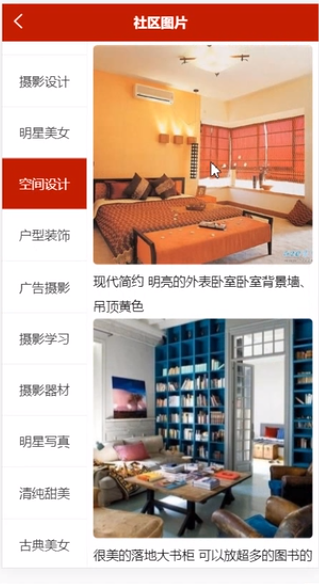 社区图片
摄影设计
明星美女
空间设计
户型装饰
广告摄影
摄影学习
摄影器材
明星写真
清纯甜美
古典美女
现代简约 明亮的外表卧室卧室背景墙、
吊顶黄色
很美的落地大书柜 可以放超多的图书的